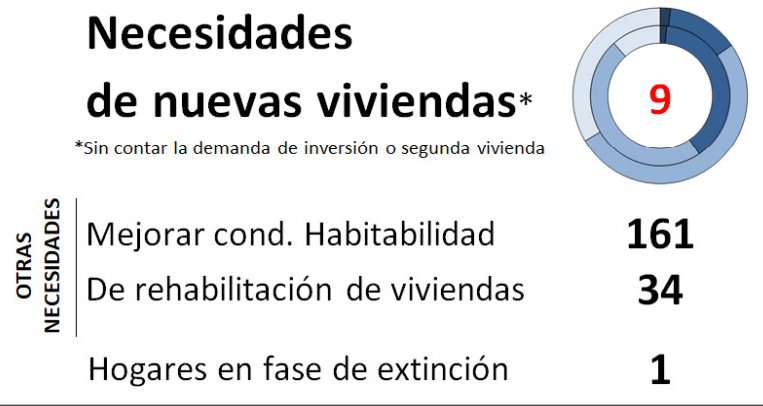 Necesidades
de nuevas viviendas*
9
*Sin contar la demanda de inversión o segunda vivienda
OTRAS
NECESIDADES
Mejorar cond. Habitabilidad 161
De rehabilitación de viviendas 34
Hogares en fase de extinción 1